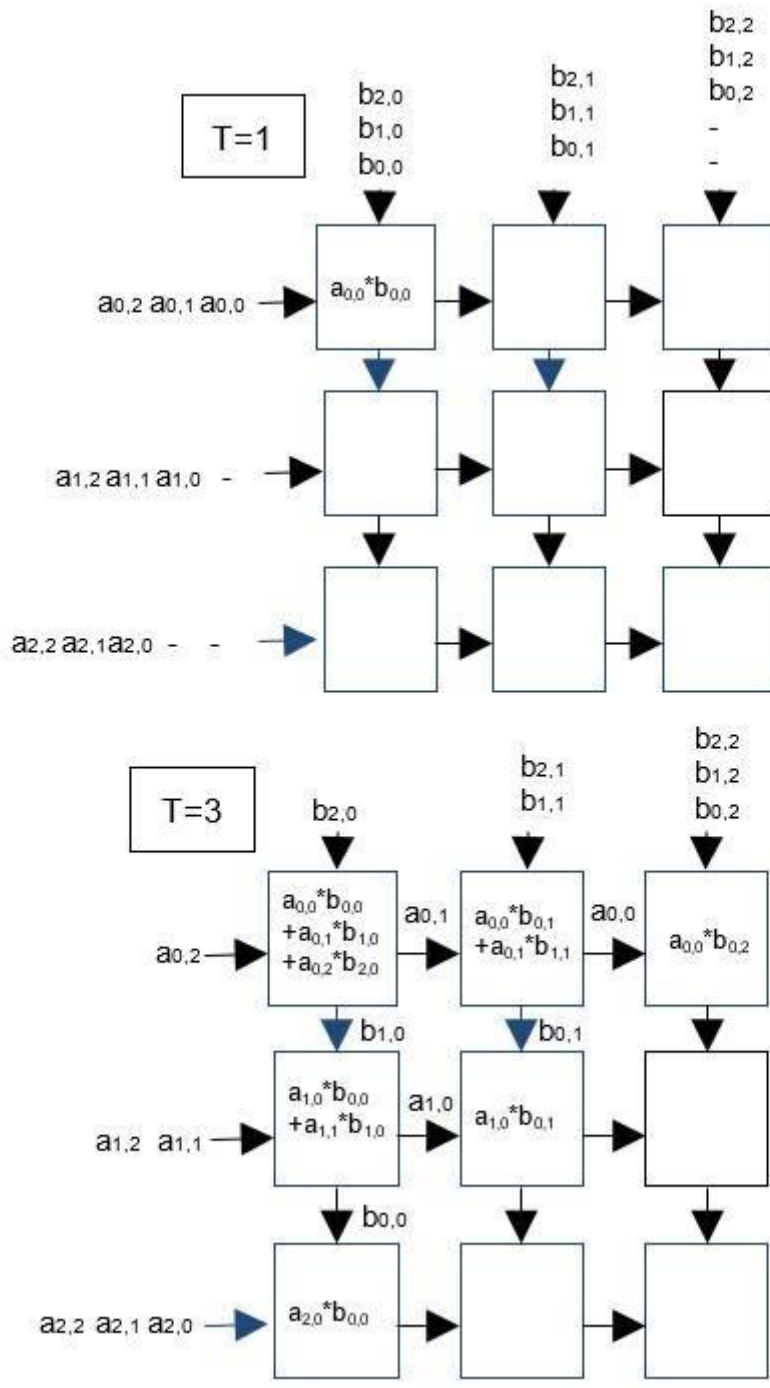 b2,2
b1,2
b0,2
-
-
b2,1
b1,1
b0,1
b2,0
b1,0
b0,0
T=1
a0,2 a0,1 a0,0
a0,0*b0,0
a1,2 a1,1 a1,0 -
a2,2 a2,1 a2,0 - -
T=3
b2,0
b2,1
b1,1
b2,2
b1,2
b0,2
a0,2
a0,0*b0,0
+a0,1*b1,0
+a0,2*b2,0
a0,1
a0,0*b0,1
+a0,1*b1,1
a0,0
a0,0*b0,2
b1,0
b0,1
a1,2 a1,1
a1,0*b0,0
+a1,1*b1,0
a1,0
a1,0*b0,1
b0,0
a2,2 a2,1 a2,0
a2,0*b0,0